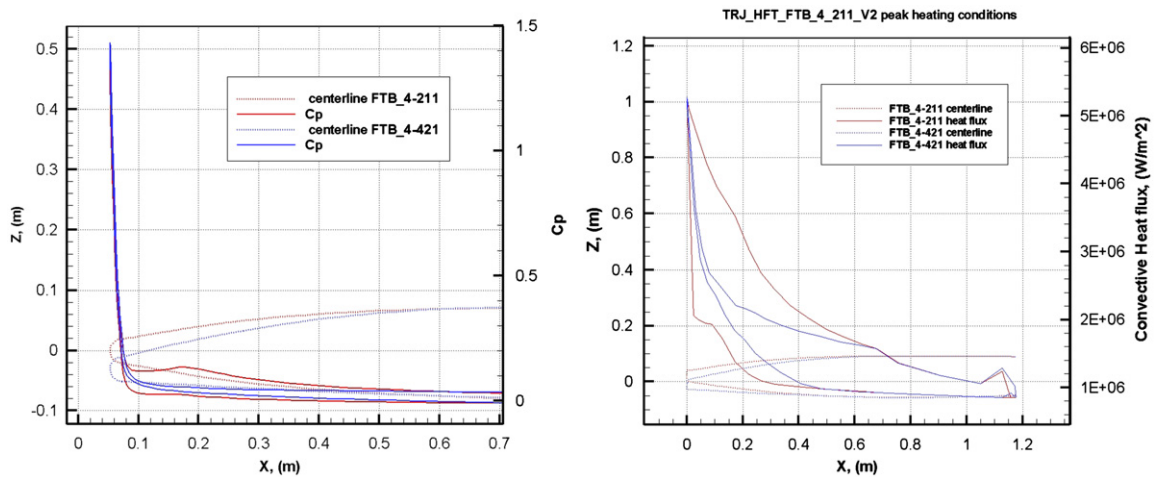 TRJ_HFT_FTB_4_211_V2 peak heating conditions
0.5
0.4
0.3
0.2
0.1
0
-0.1
Z, (m)
0
0.1
0.2
0.3
0.4
0.5
0.6
0.7
X, (m)
1.5
1
0.5
0
Cp
centerline FTB_4-211
Cp
centerline FTB_4-421
Cp
1.2
1
0.8
0.6
0.4
0.2
0
Z, (m)
0
0.2
0.4
0.6
0.8
1
1.2
X, (m)
6E+06
5E+06
4E+06
3E+06
2E+06
1E+06
Convective Heat flux, (W/m^2)
FTB_4-211 centerline
FTB_4-211 heat flux
FTB_4-421 centerline
FTB_4-421 heat flux